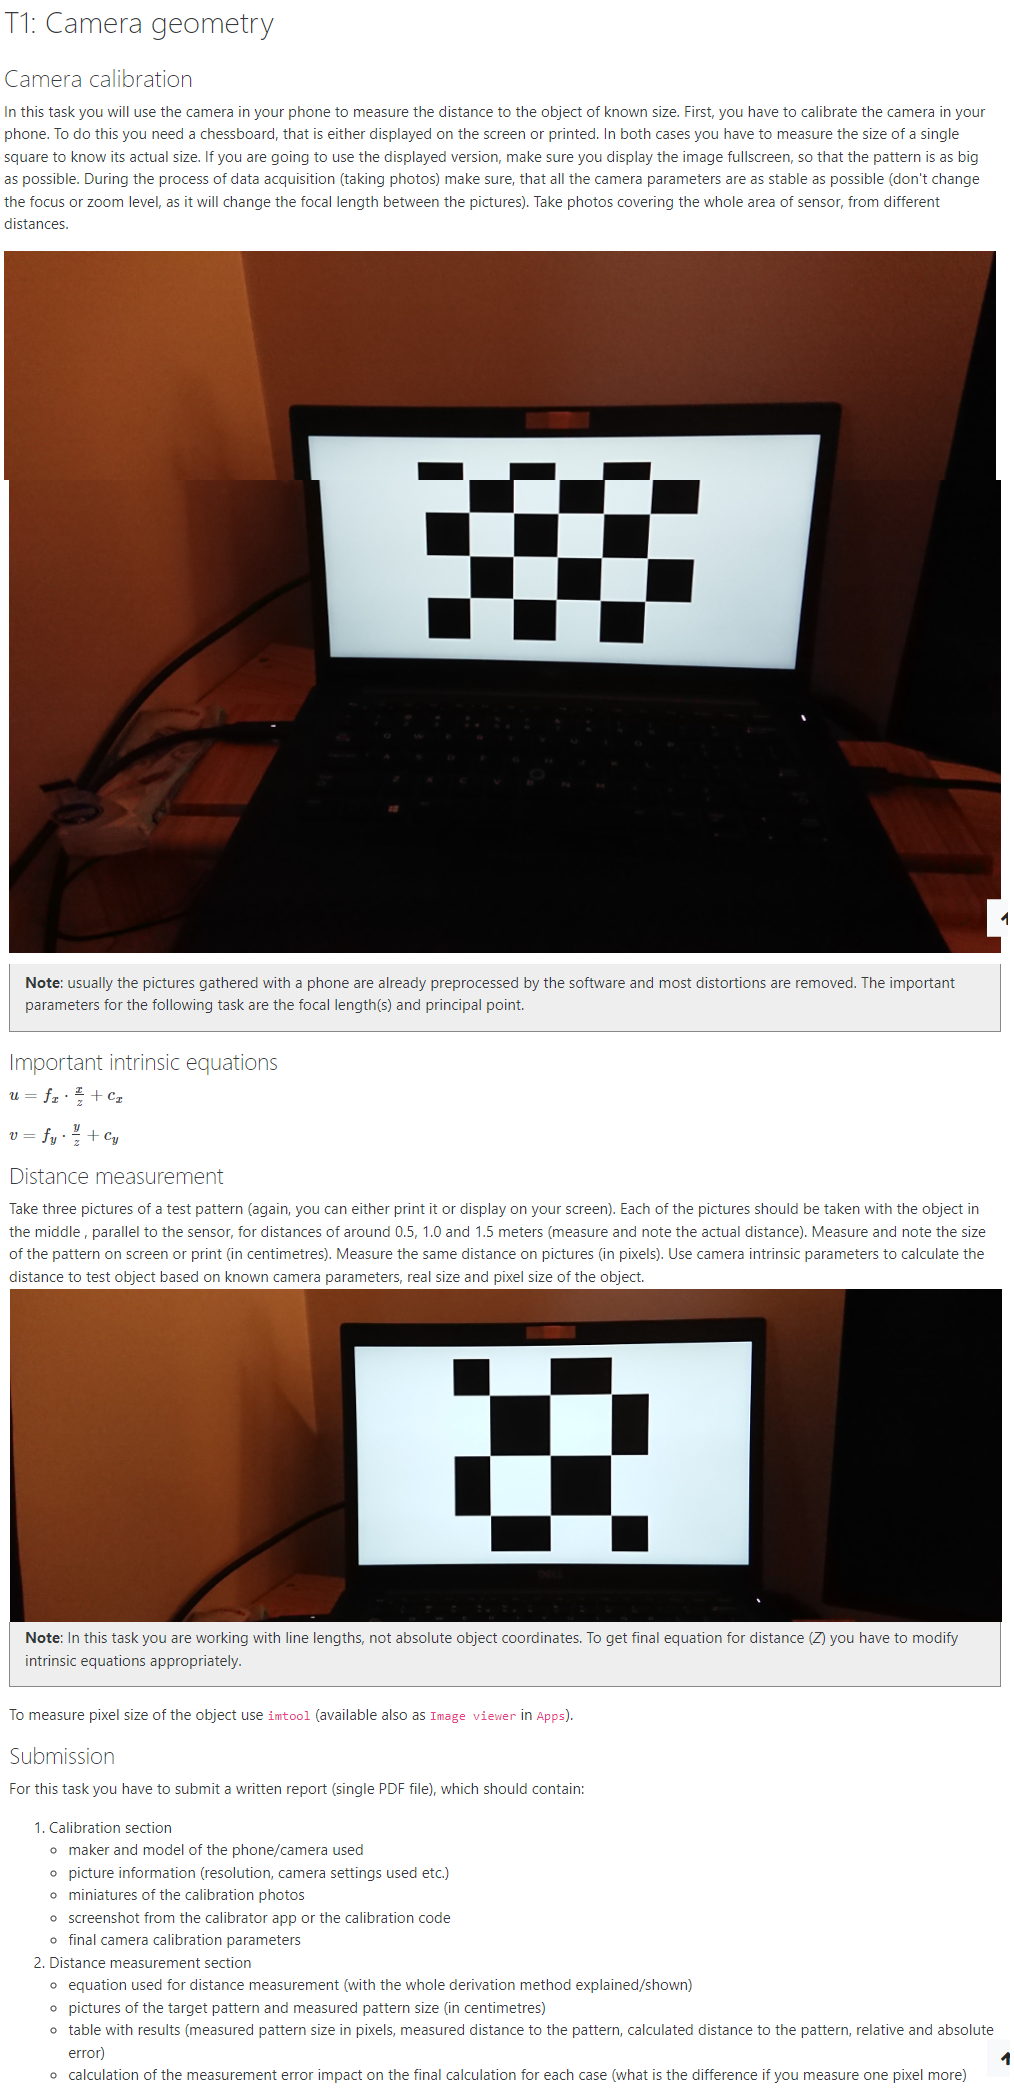 T1: Camera geometry
Camera calibration
In this task you will use the camera in your phone to measure the distance to the object of known size. First, you have to calibrate the camera in your
phone. To do this you need a chessboard, that is either displayed on the screen or printed. In both cases you have to measure the size of a single
square to know its actual size. If you are going to use the displayed version, make sure you display the image fullscreen, so that the pattern is as big
as possible. During the process of data acquisition (taking photos) make sure, that all the camera parameters are as stable as possible (don't change
the focus or zoom level, as it will change the focal length between the pictures). Take photos covering the whole area of sensor, from different
distances.
Note: usually the pictures gathered with a phone are already preprocessed by the software and most distortions are removed. The important
parameters for the following task are the focal length(s) and principal point.
Important intrinsic equations
u = fₓ · x/z + cₓ
v = f_y · y/z + c_y
Distance measurement
Take three pictures of a test pattern (again, you can either print it or display on your screen). Each of the pictures should be taken with the object in
the middle , parallel to the sensor, for distances of around 0.5, 1.0 and 1.5 meters (measure and note the actual distance). Measure and note the size
of the pattern on screen or print (in centimetres). Measure the same distance on pictures (in pixels). Use camera intrinsic parameters to calculate the
distance to test object based on known camera parameters, real size and pixel size of the object.
DELL
Note: In this task you are working with line lengths, not absolute object coordinates. To get final equation for distance (Z) you have to modify
intrinsic equations appropriately.
To measure pixel size of the object use imtool (available also as Image viewer in Apps).
Submission
For this task you have to submit a written report (single PDF file), which should contain:
1. Calibration section
∘ maker and model of the phone/camera used
∘ picture information (resolution, camera settings used etc.)
∘ miniatures of the calibration photos
∘ screenshot from the calibrator app or the calibration code
∘ final camera calibration parameters
2. Distance measurement section
∘ equation used for distance measurement (with the whole derivation method explained/shown)
∘ pictures of the target pattern and measured pattern size (in centimetres)
∘ table with results (measured pattern size in pixels, measured distance to the pattern, calculated distance to the pattern, relative and absolute
error)
∘ calculation of the measurement error impact on the final calculation for each case (what is the difference if you measure one pixel more)